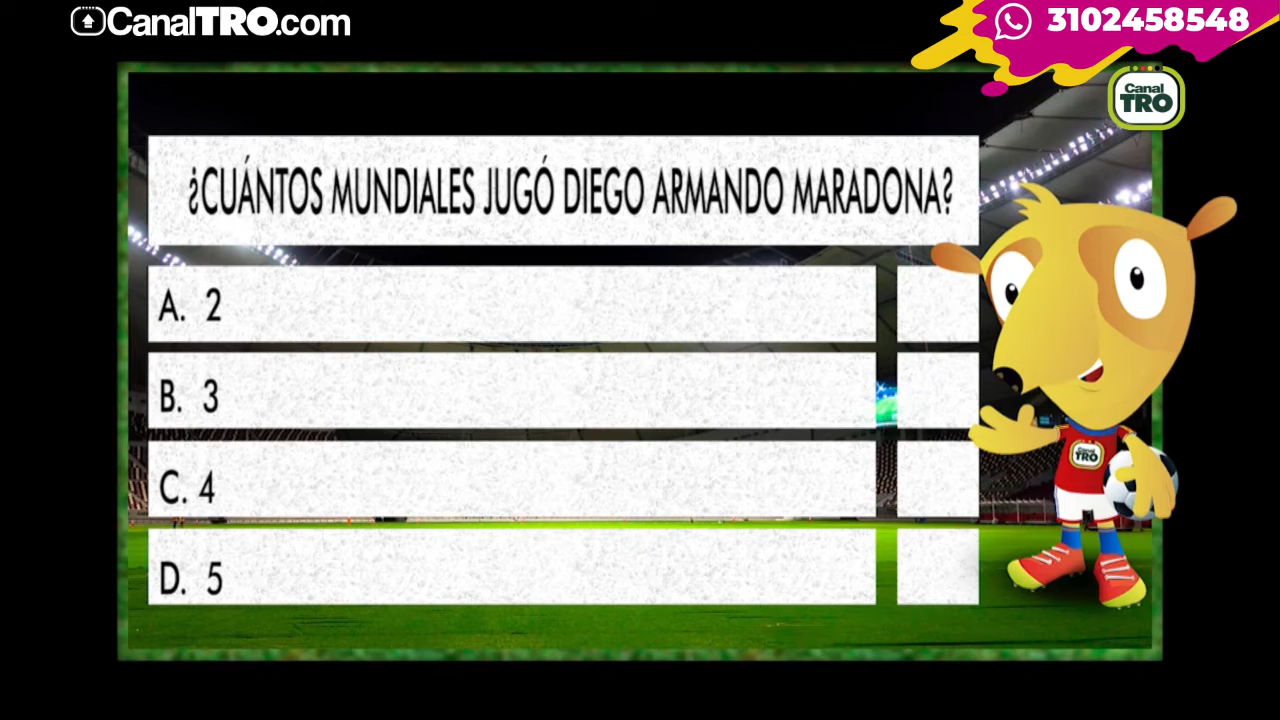 CanalTRO.com
3102458548
Canal
TRO
¿CUÁNTOS MUNDIALES JUGÓ DIEGO ARMANDO MARADONA?
A. 2
B. 3
C. 4
D. 5
Canal
TRO